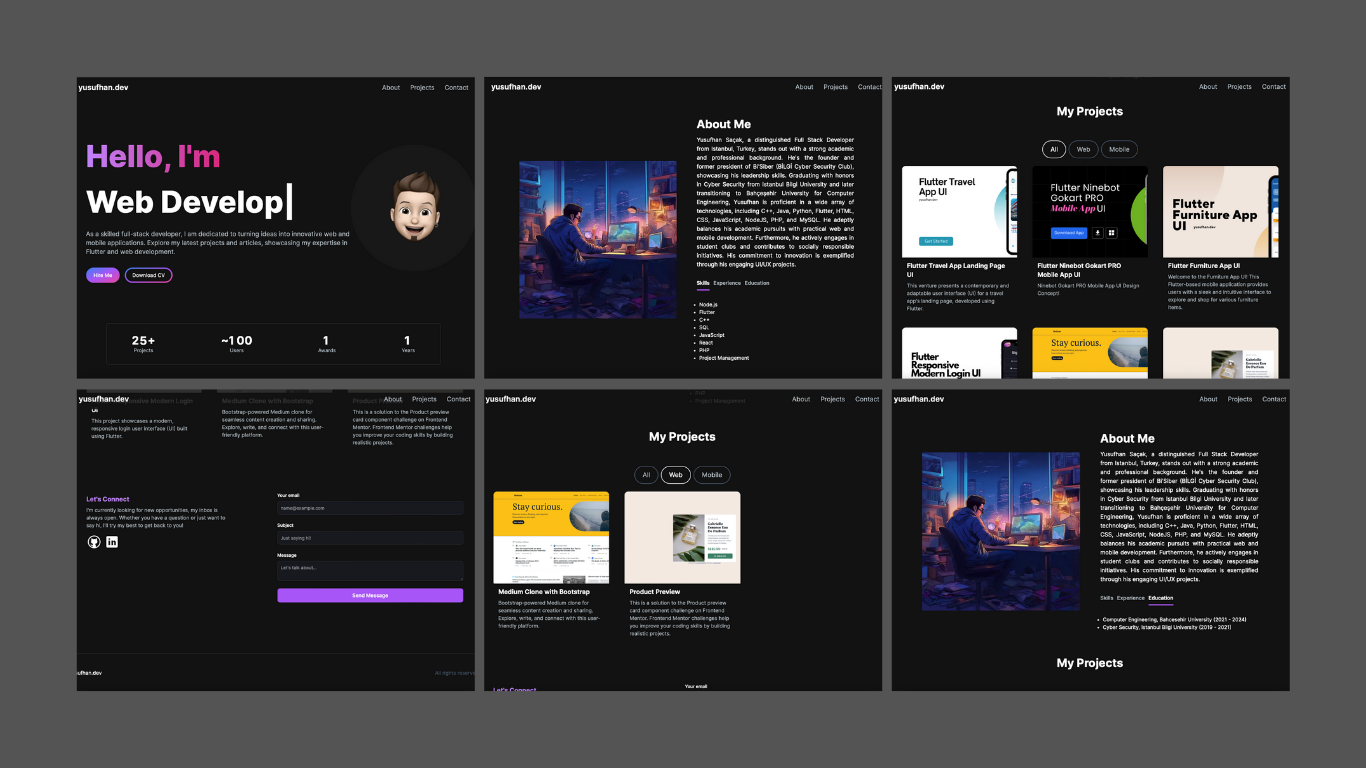 yusufhan.dev
About Projects Contact
Hello, I'm
Web Develop
As a skilled full-stack developer, I am dedicated to turning ideas into innovative web and
mobile applications. Explore my latest projects and articles, showcasing my expertise in
Flutter and web development.
Hire Me Download CV
25+ ~100 1 1
Projects Users Awards Years
yusufhan.dev
About Projects Contact
About Me
Yusufhan Saçak, a distinguished Full Stack Developer
from Istanbul, Turkey, stands out with a strong academic
and professional background. He's the founder and
former president of Bi'Siber (BİLGİ Cyber Security Club),
showcasing his leadership skills. Graduating with honors
in Cyber Security from Istanbul Bilgi University and later
transitioning to Bahçeşehir University for Computer
Engineering, Yusufhan is proficient in a wide array of
technologies, including C++, Java, Python, Flutter, HTML,
CSS, JavaScript, NodeJS, PHP, and MySQL. He adeptly
balances his academic pursuits with practical web and
mobile development. Furthermore, he actively engages in
student clubs and contributes to socially responsible
initiatives. His commitment to innovation is exemplified
through his engaging UI/UX projects.
Skills Experience Education
Node.js
Flutter
C++
SQL
JavaScript
React
PHP
Project Management
yusufhan.dev
About Projects Contact
My Projects
All Web Mobile
Flutter Travel
App UI
yusufhan.dev
Get Started
Flutter Ninebot
Gokart PRO
Mobile App UI
Download App
Flutter
Furniture App
UI yusufhan.dev
Flutter Travel App Landing Page
UI
This venture presents a contemporary and
adaptable user interface (UI) for a travel
app's landing page, developed using
Flutter.
Flutter Ninebot Gokart PRO
Mobile App UI
Ninebot Gokart PRO Mobile App UI Design
Concept
Flutter Furniture App UI
Welcome to the Furniture App UI! This
Flutter-based mobile application provides
users with a sleek and intuitive interface to
explore and shop for various furniture
items.
Flutter
Responsive
Modern Login UI
Stay curious.
yusufhan.dev
About Projects Contact
UI
This project showcases a modern,
responsive login user interface (UI) built
using Flutter.
Medium Clone with Bootstrap
Bootstrap-powered Medium clone for
seamless content creation and sharing.
Explore, write, and connect with this user-
friendly platform.
This is a solution to the Product preview
card component challenge on Frontend
Mentor. Frontend Mentor challenges help
you improve your coding skills by building
realistic projects.
Let's Connect
I'm currently looking for new opportunities, my inbox is
always open. Whether you have a question or just want to
say hi, I'll try my best to get back to you!
Your email
name@example.com
Subject
Just saying hi!
Message
Let's talk about...
Send Message
usufhan.dev
All rights reserve
yusufhan.dev
About Projects Contact
Project Management
My Projects
All Web Mobile
Stay curious.
Gabrielle
Essence Eau
De Parfum
Medium Clone with Bootstrap
Bootstrap-powered Medium clone for
seamless content creation and sharing.
Explore, write, and connect with this user-
friendly platform.
Product Preview
This is a solution to the Product preview
card component challenge on Frontend
Mentor. Frontend Mentor challenges help
you improve your coding skills by building
realistic projects.
Let's Connect
Your email
yusufhan.dev
About Projects Contact
About Me
Yusufhan Saçak, a distinguished Full Stack Developer
from Istanbul, Turkey, stands out with a strong academic
and professional background. He's the founder and
former president of Bi'Siber (BİLGİ Cyber Security Club),
showcasing his leadership skills. Graduating with honors
in Cyber Security from Istanbul Bilgi University and later
transitioning to Bahçeşehir University for Computer
Engineering, Yusufhan is proficient in a wide array of
technologies, including C++, Java, Python, Flutter, HTML,
CSS, JavaScript, NodeJS, PHP, and MySQL. He adeptly
balances his academic pursuits with practical web and
mobile development. Furthermore, he actively engages in
student clubs and contributes to socially responsible
initiatives. His commitment to innovation is exemplified
through his engaging UI/UX projects.
Skills Experience Education
Computer Engineering, Bahcesehir University (2021 - 2024)
Cyber Security, Istanbul Bilgi University (2019 - 2021)
My Projects